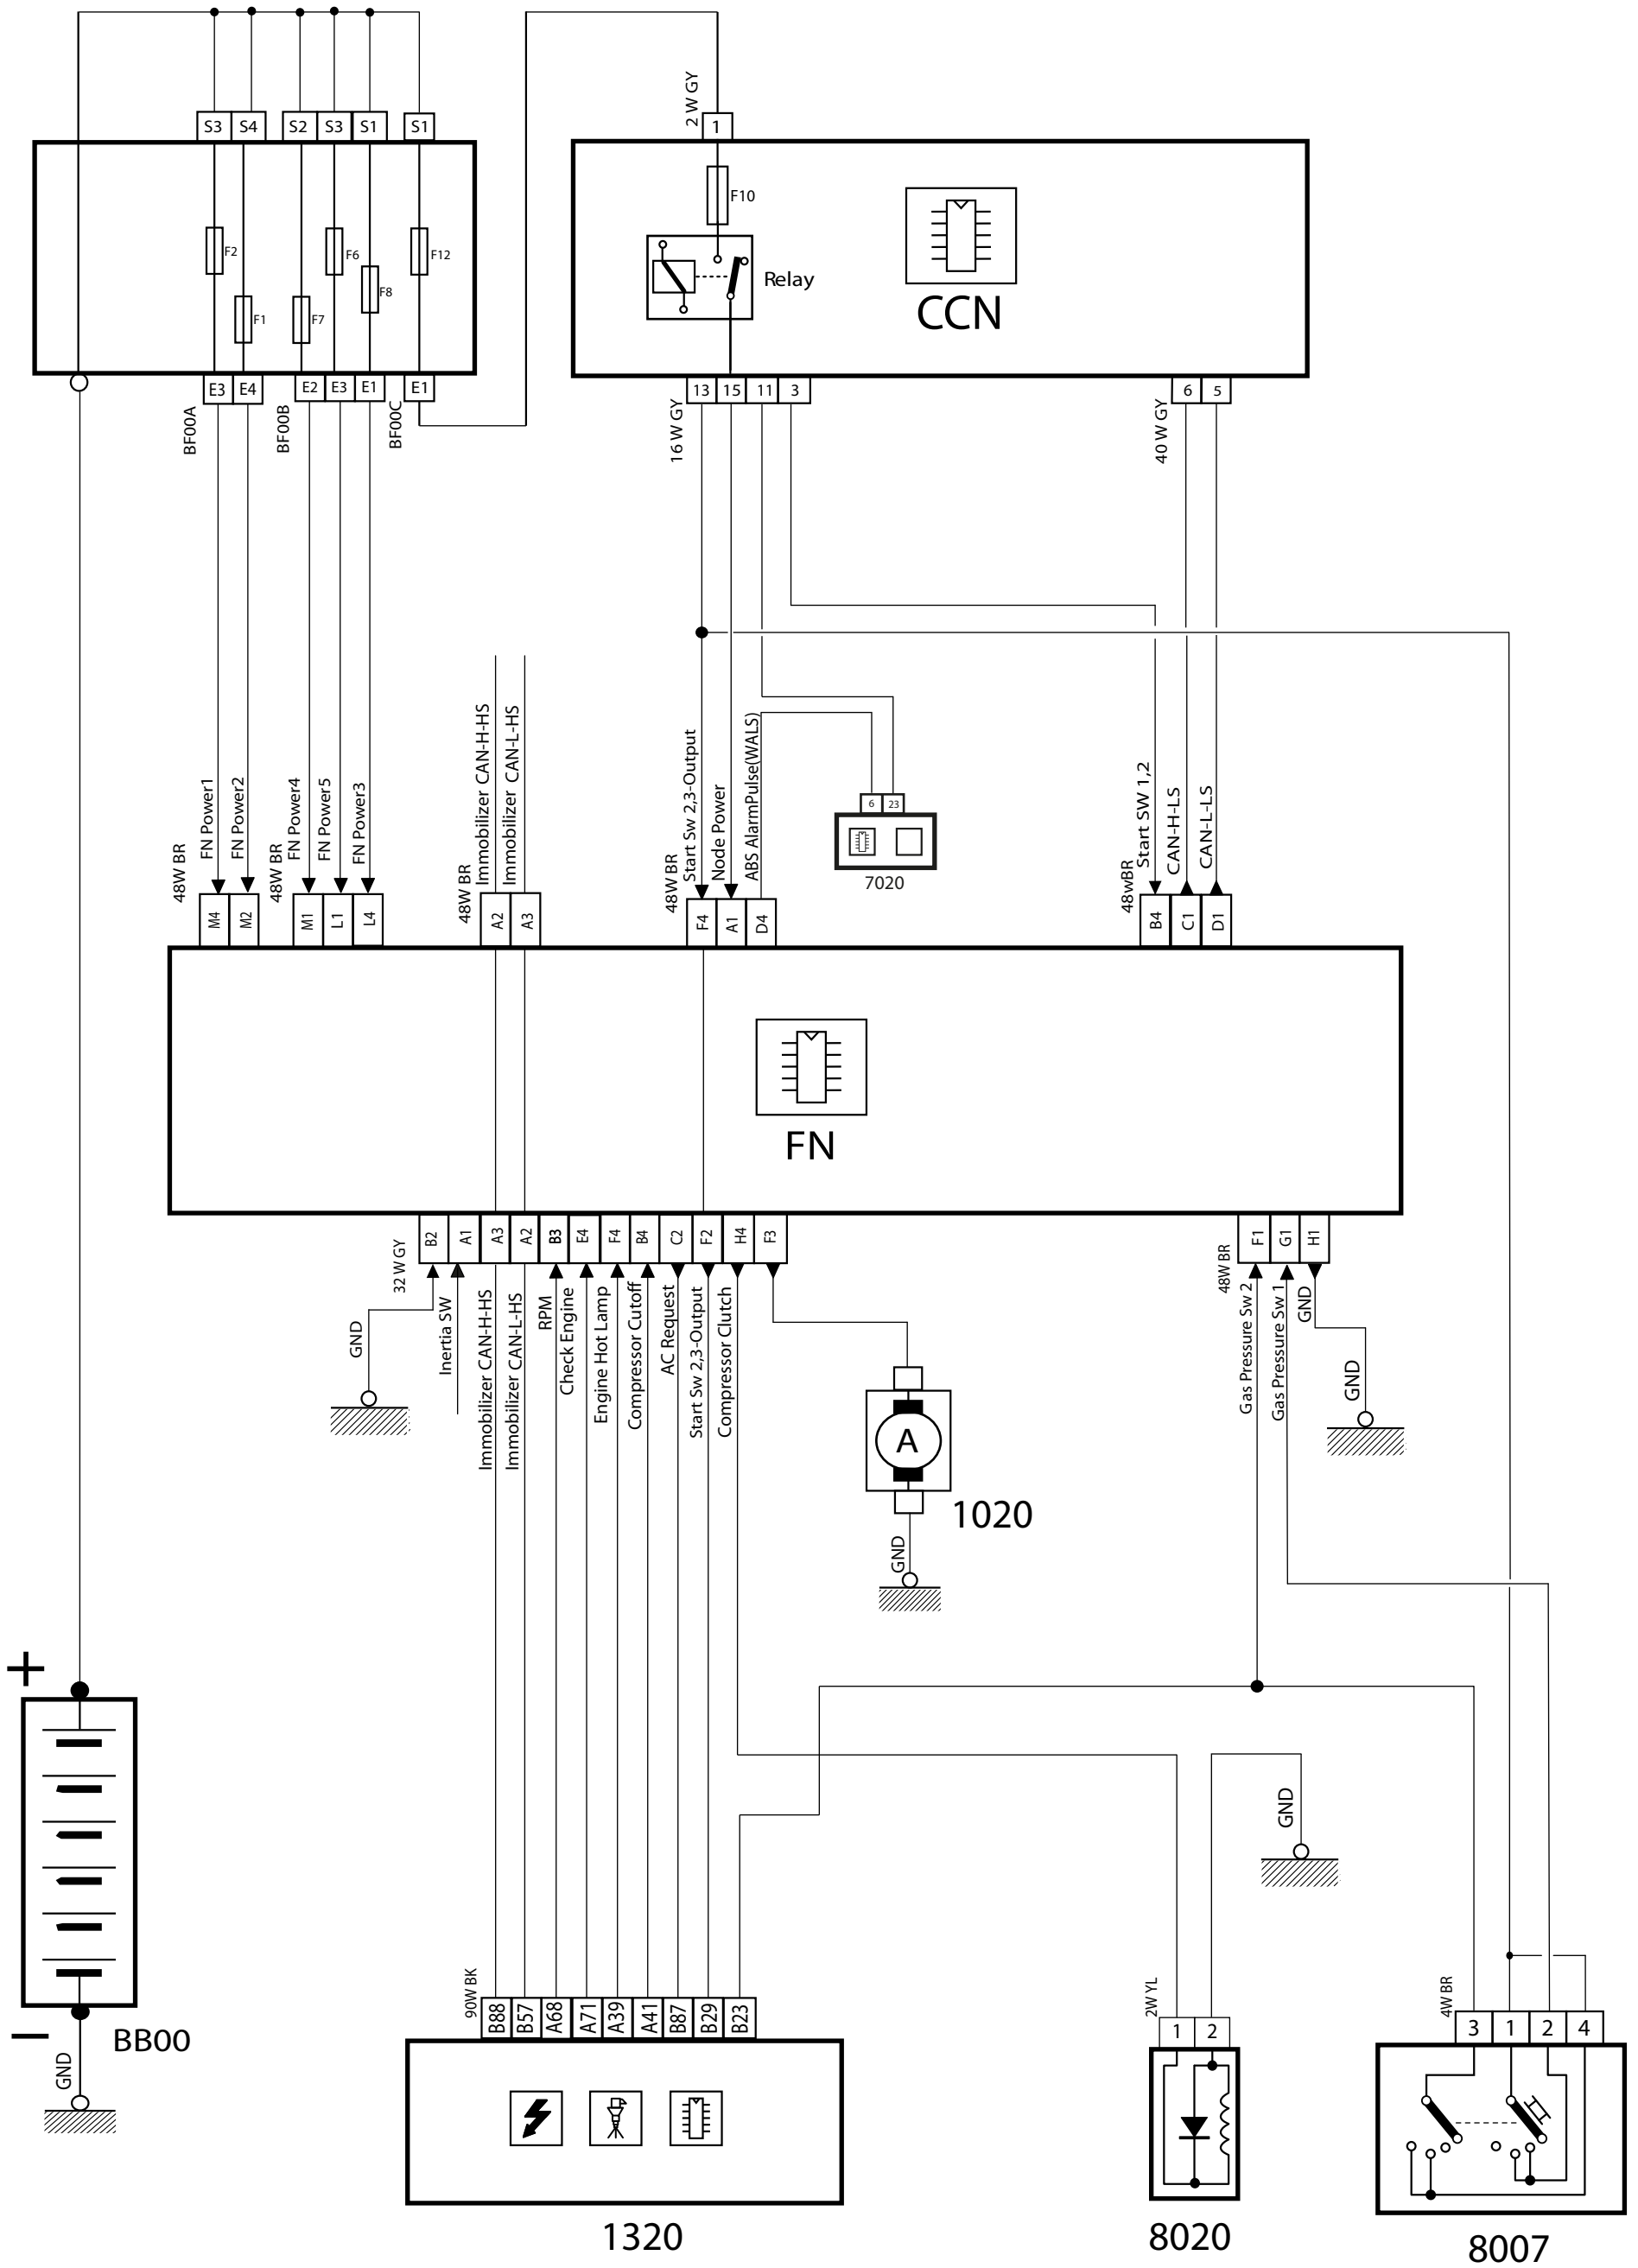 2 W GY
S3 S4 S2 S3 S1 S1
1
F10
F2
F6
F12
F8
F1
F7
Relay
CCN
E3 E4 E2 E3 E1 E1
BF00A
BF00B
BF00C
13 15 11 3
6 5
16 W GY
40 W GY
FN Power1
FN Power2
FN Power4
FN Power5
FN Power3
Immobilizer CAN-H-HS
Immobilizer CAN-L-HS
Start Sw 2,3-Output
Node Power
ABS AlarmPulse(WALS)
Start SW 1,2
CAN-H-LS
CAN-L-LS
6 23
7020
48W BR
48W BR
48W BR
48W BR
48wBR
M4 M2 M1 L1 L4 A2 A3 F4 A1 D4 B4 C1 D1
FN
32 W GY
B2 A1 A3 A2 B3 E4 F4 B4 C2 F2 H4 F3
48W BR
F1 G1 H1
GND
Inertia SW
Immobilizer CAN-H-HS
Immobilizer CAN-L-HS
RPM
Check Engine
Engine Hot Lamp
Compressor Cutoff
AC Request
Start Sw 2,3-Output
Compressor Clutch
Gas Pressure Sw 2
Gas Pressure Sw 1
GND
GND
A
1020
GND
+
GND
−
BB00
GND
90W BK
B88 B57 A68 A71 A39 A41 B87 B29 B23
2W YL
1 2
4W BR
3 1 2 4
1320
8020
8007